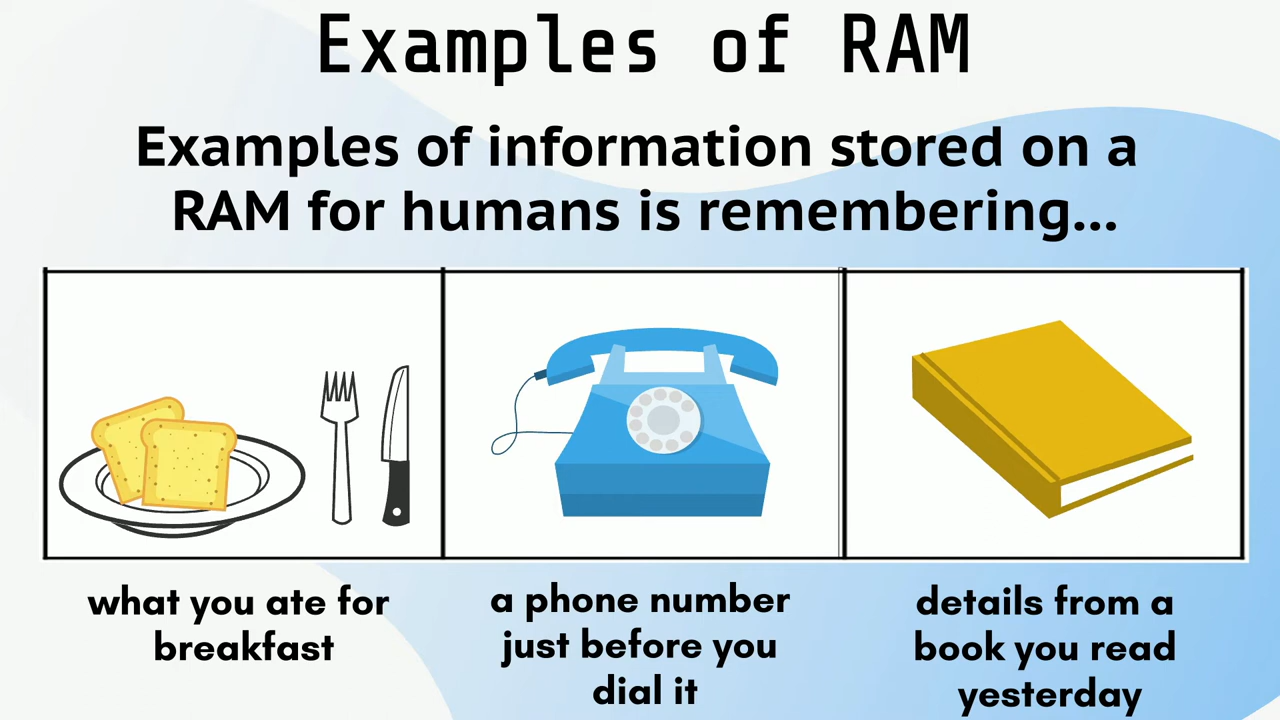 Examples of RAM
Examples of information stored on a
RAM for humans is remembering...
what you ate for
breakfast
a phone number
just before you
dial it
details from a
book you read
yesterday